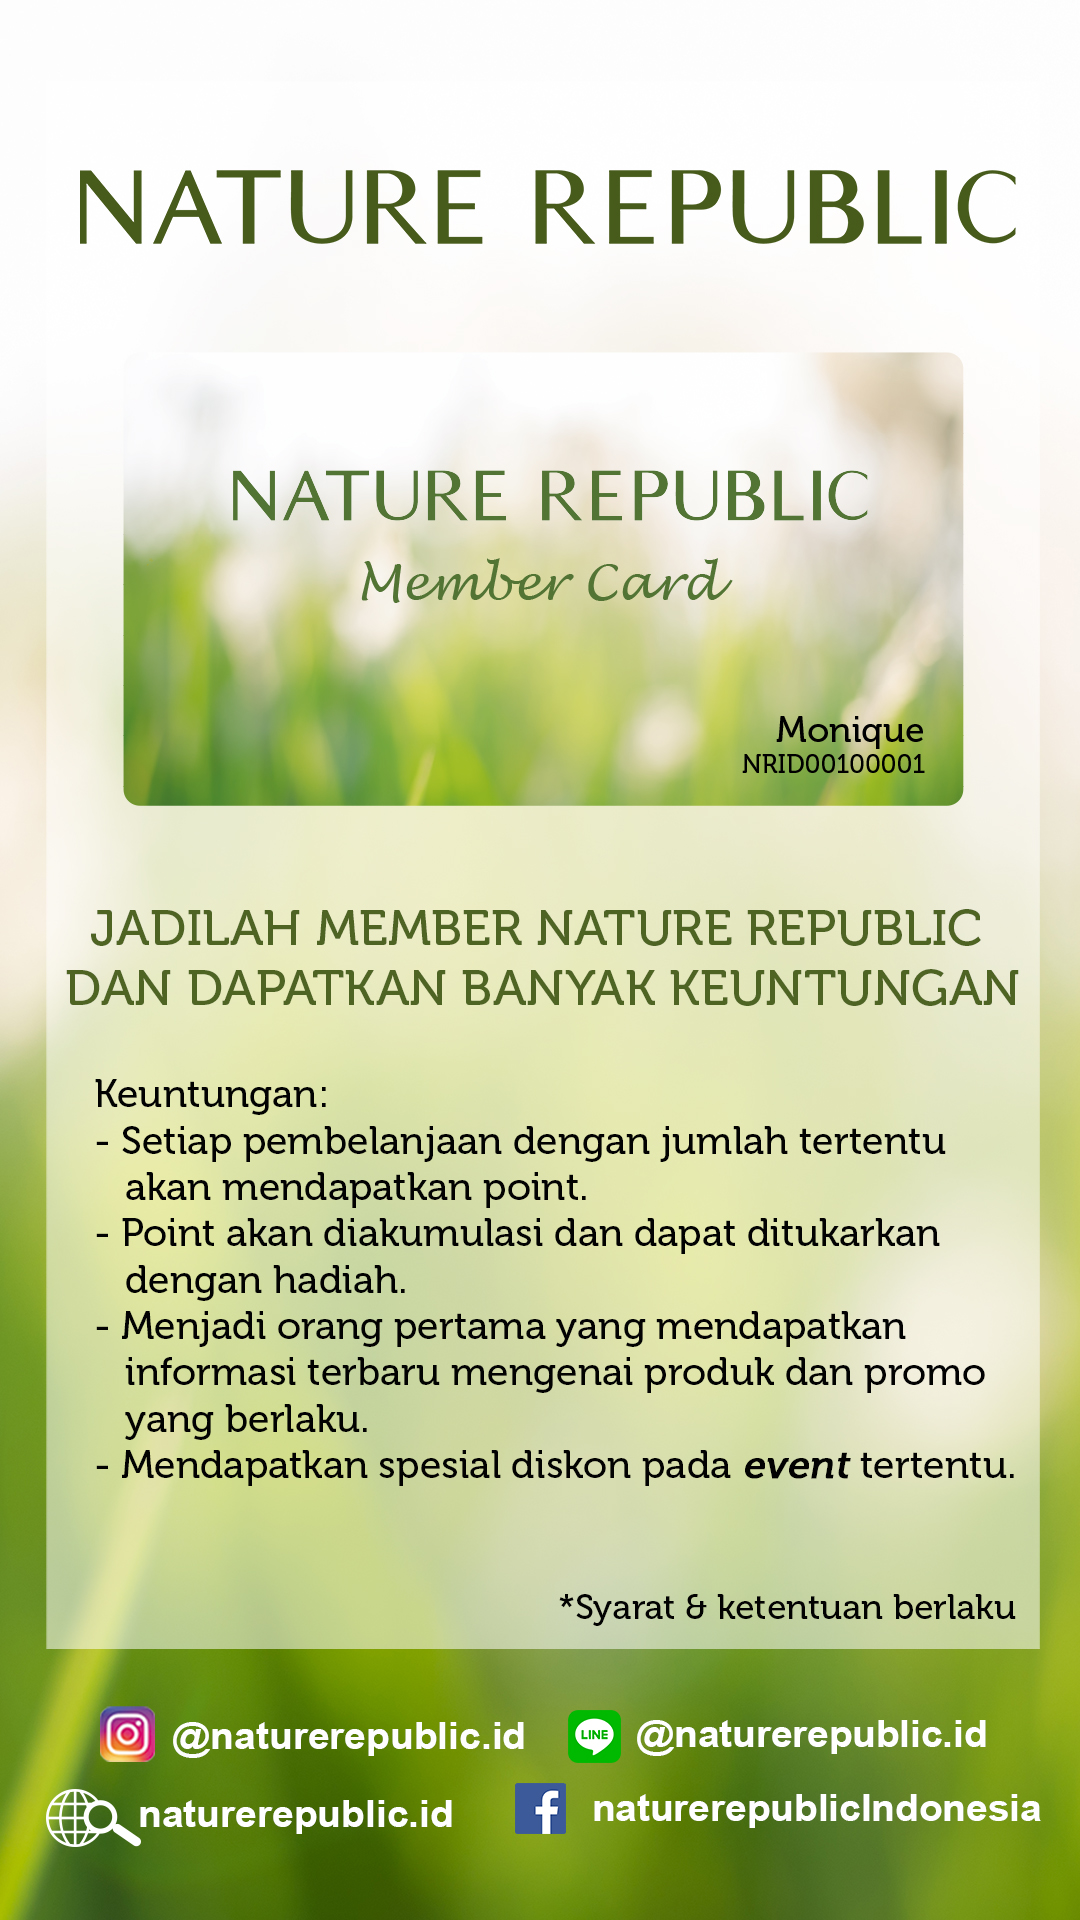 NATURE REPUBLIC
NATURE REPUBLIC
Member Card
Monique
NRID00100001
JADILAH MEMBER NATURE REPUBLIC
DAN DAPATKAN BANYAK KEUNTUNGAN
Keuntungan:
- Setiap pembelanjaan dengan jumlah tertentu
akan mendapatkan point.
- Point akan diakumulasi dan dapat ditukarkan
dengan hadiah.
- Menjadi orang pertama yang mendapatkan
informasi terbaru mengenai produk dan promo
yang berlaku.
- Mendapatkan spesial diskon pada event tertentu.
*Syarat & ketentuan berlaku
@naturerepublic.id
LINE @naturerepublic.id
naturerepublic.id
f naturerepublicIndonesia